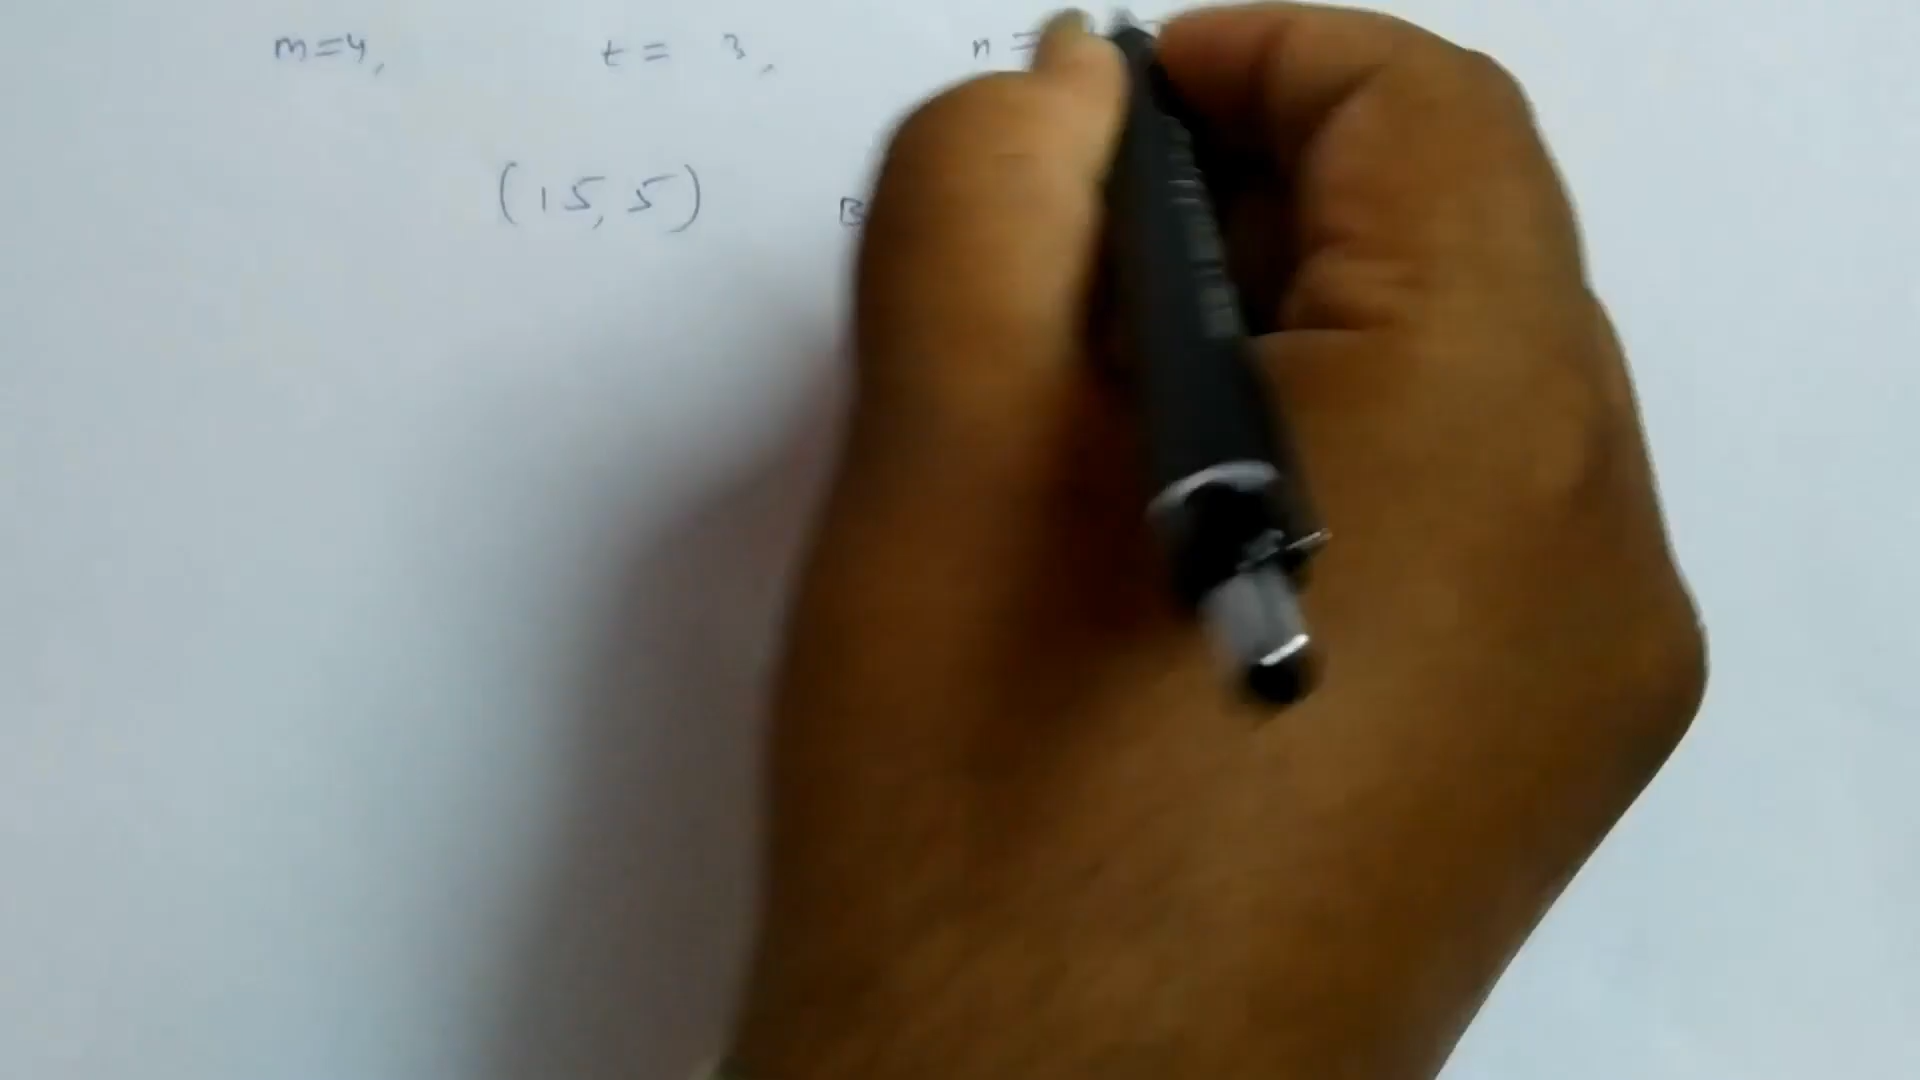 m=4, t = 3, n =
(15,5) B